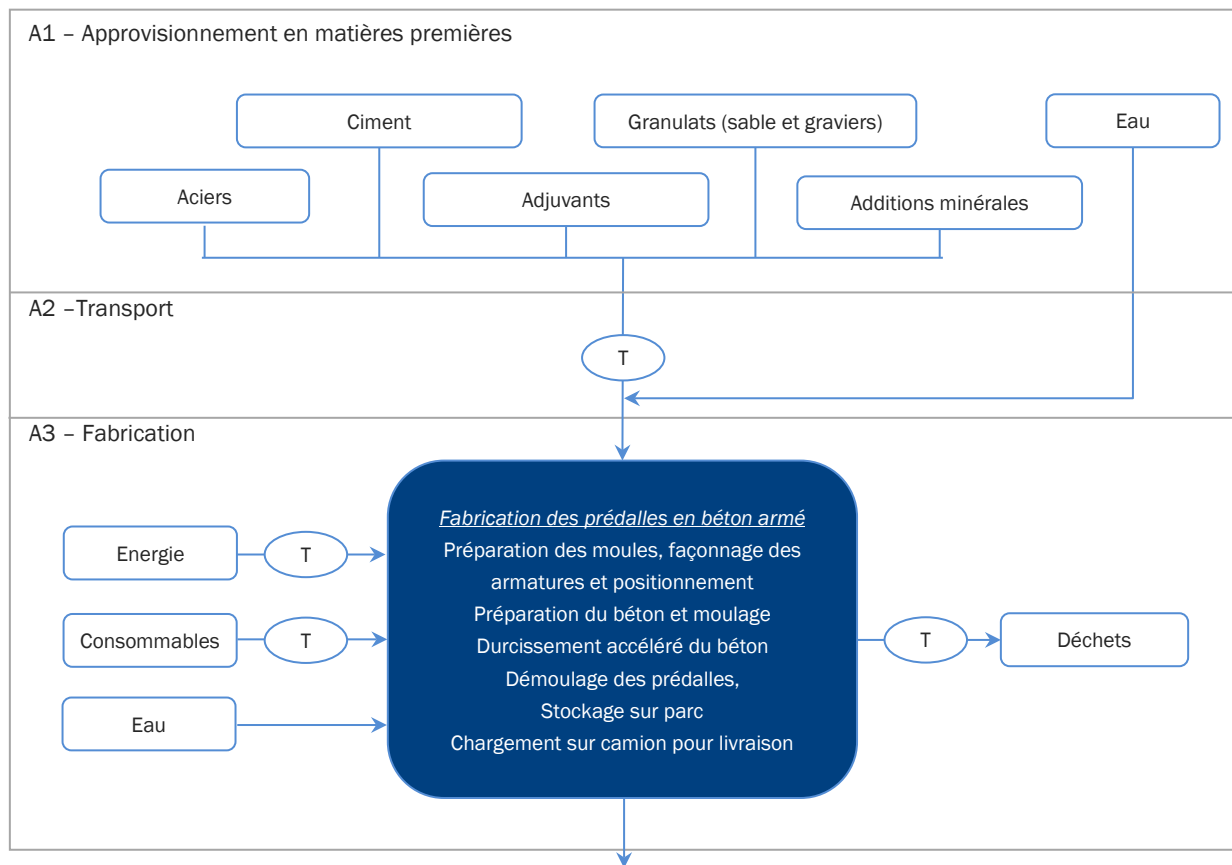 A1 – Approvisionnement en matières premières
Ciment
Granulats (sable et graviers)
Eau
Aciers
Adjuvants
Additions minérales
A2 –Transport
T
A3 – Fabrication
Fabrication des prédalles en béton armé
Préparation des moules, façonnage des
armatures et positionnement
Préparation du béton et moulage
Durcissement accéléré du béton
Démoulage des prédalles,
Stockage sur parc
Chargement sur camion pour livraison
Energie
T
Consommables
T
Eau
T
Déchets